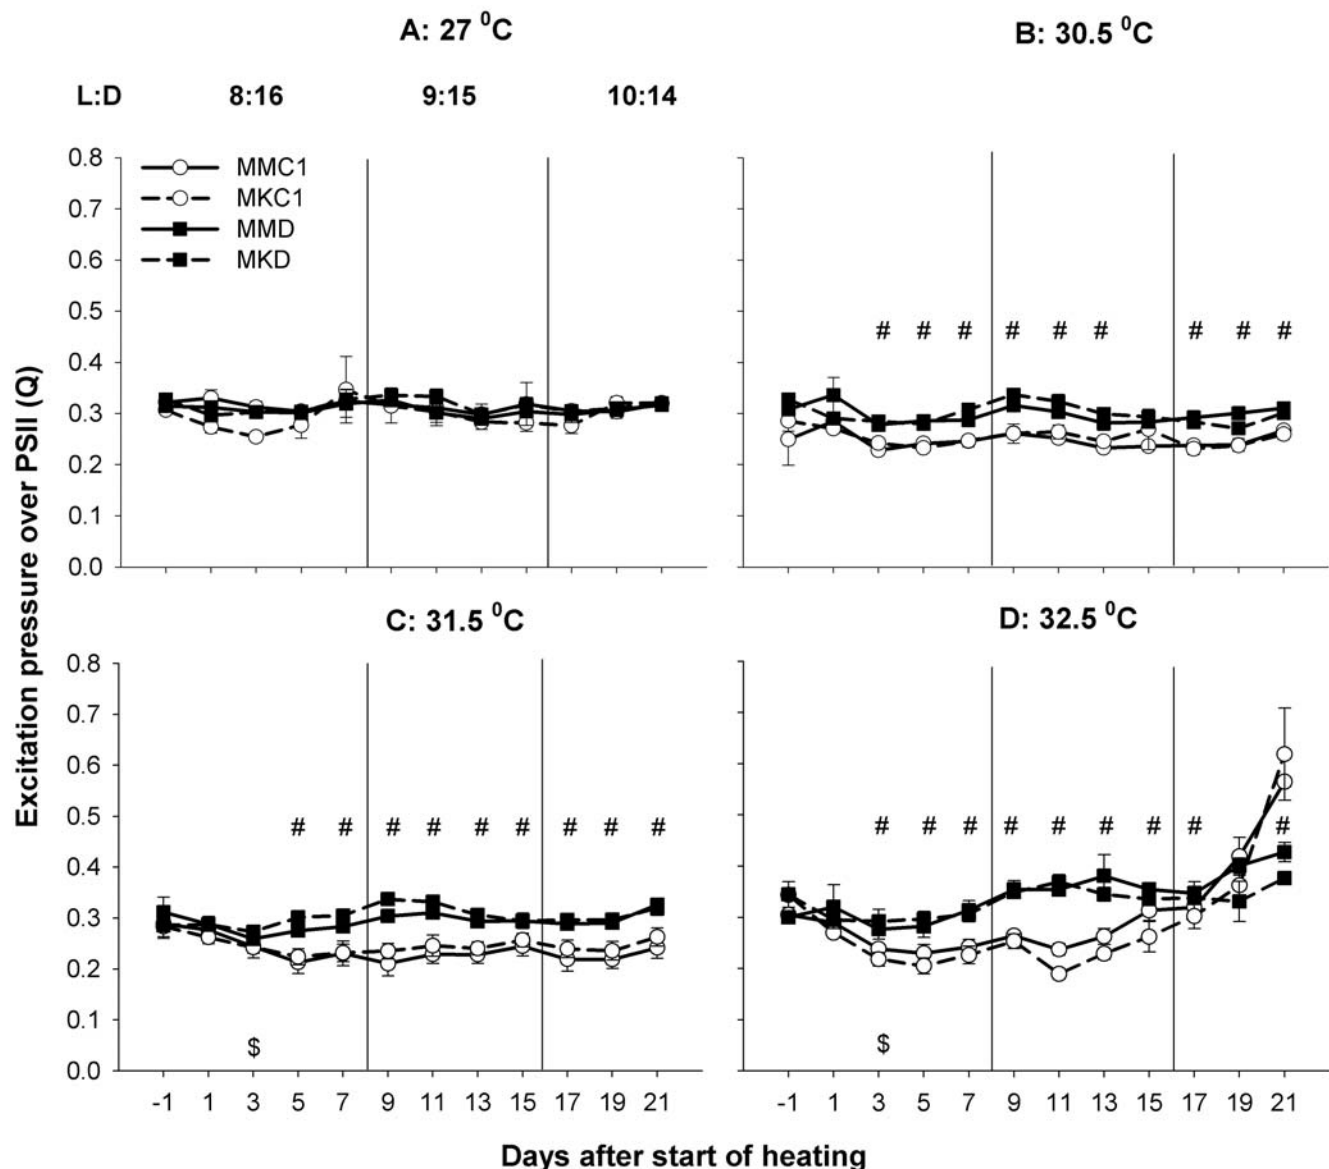 A: 27 ⁰C
B: 30.5 ⁰C
L:D 8:16 9:15 10:14
MMC1
MKC1
MMD
MKD
0.8
0.7
0.6
0.5
0.4
0.3
0.2
0.1
0.0
# # # # # # # # #
Excitation pressure over PSII (Q)
C: 31.5 ⁰C
D: 32.5 ⁰C
0.8
0.7
0.6
0.5
0.4
0.3
0.2
0.1
0.0
# # # # # # # # #
$
# # # # # # # # #
$
-1 1 3 5 7 9 11 13 15 17 19 21
-1 1 3 5 7 9 11 13 15 17 19 21
Days after start of heating